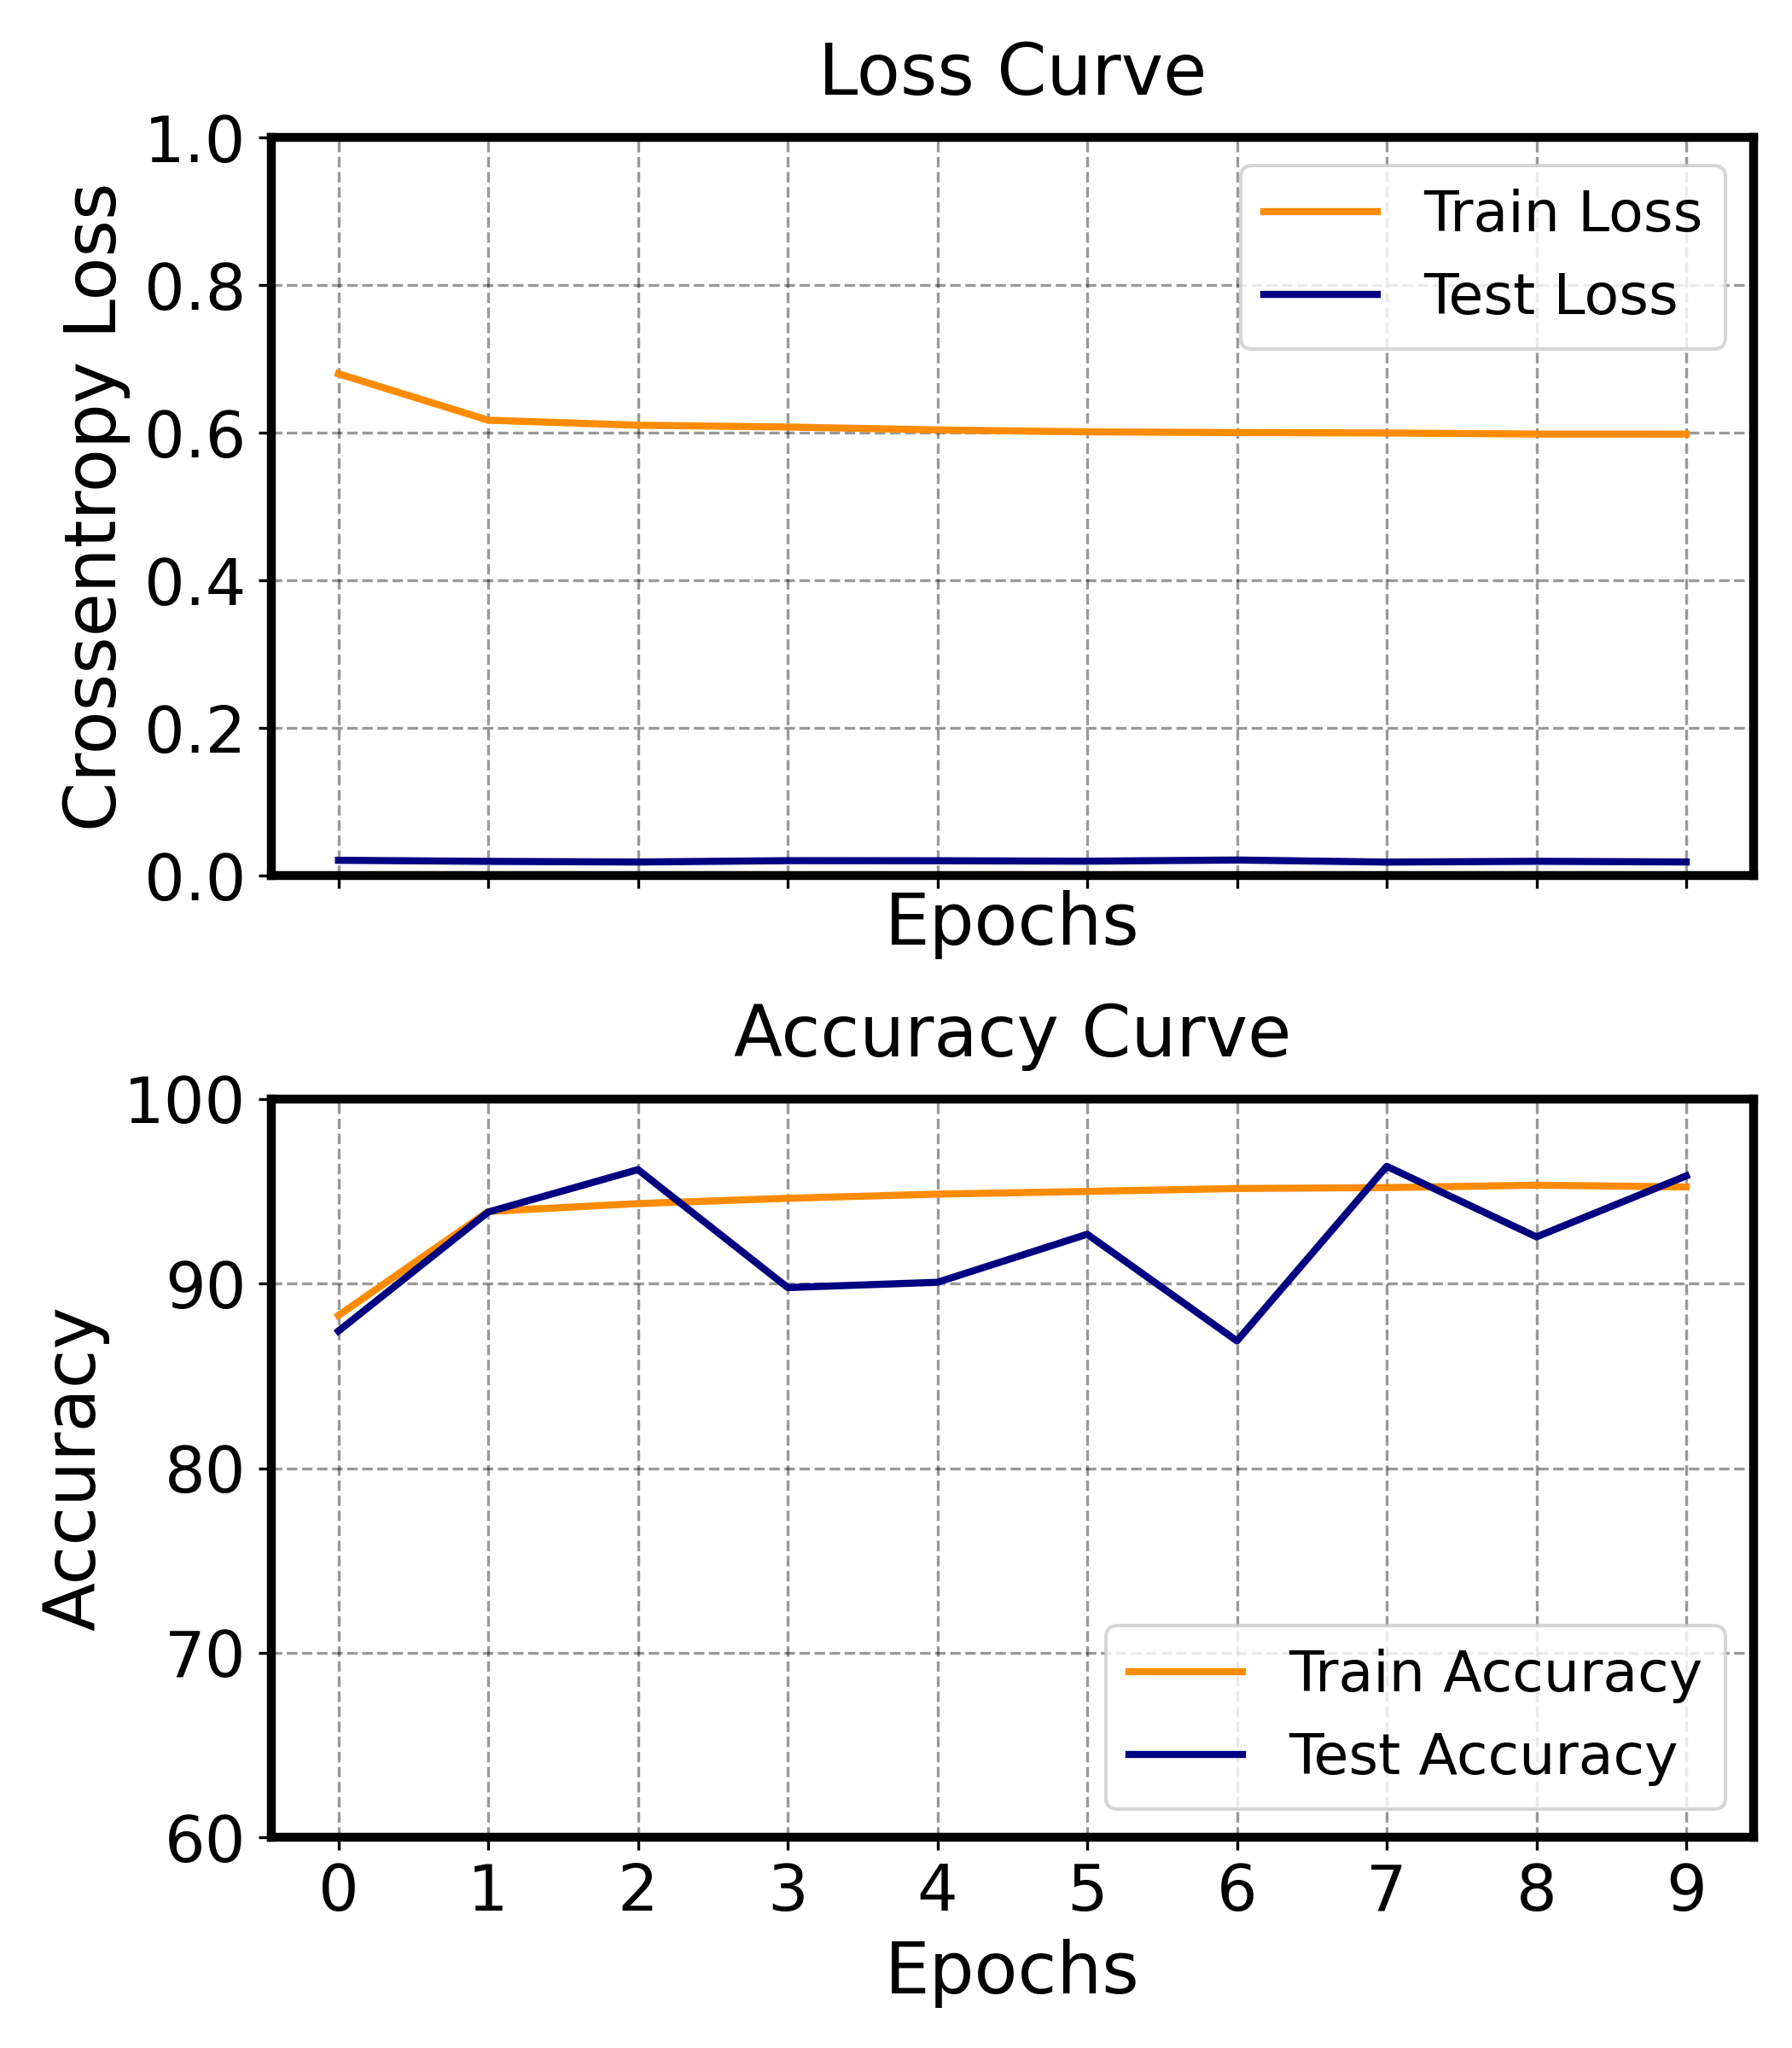 Loss Curve
1.0
0.8
0.6
0.4
0.2
0.0
Crossentropy Loss
Train Loss
Test Loss
Epochs
Accuracy Curve
100
90
80
70
60
Accuracy
Train Accuracy
Test Accuracy
0 1 2 3 4 5 6 7 8 9
Epochs